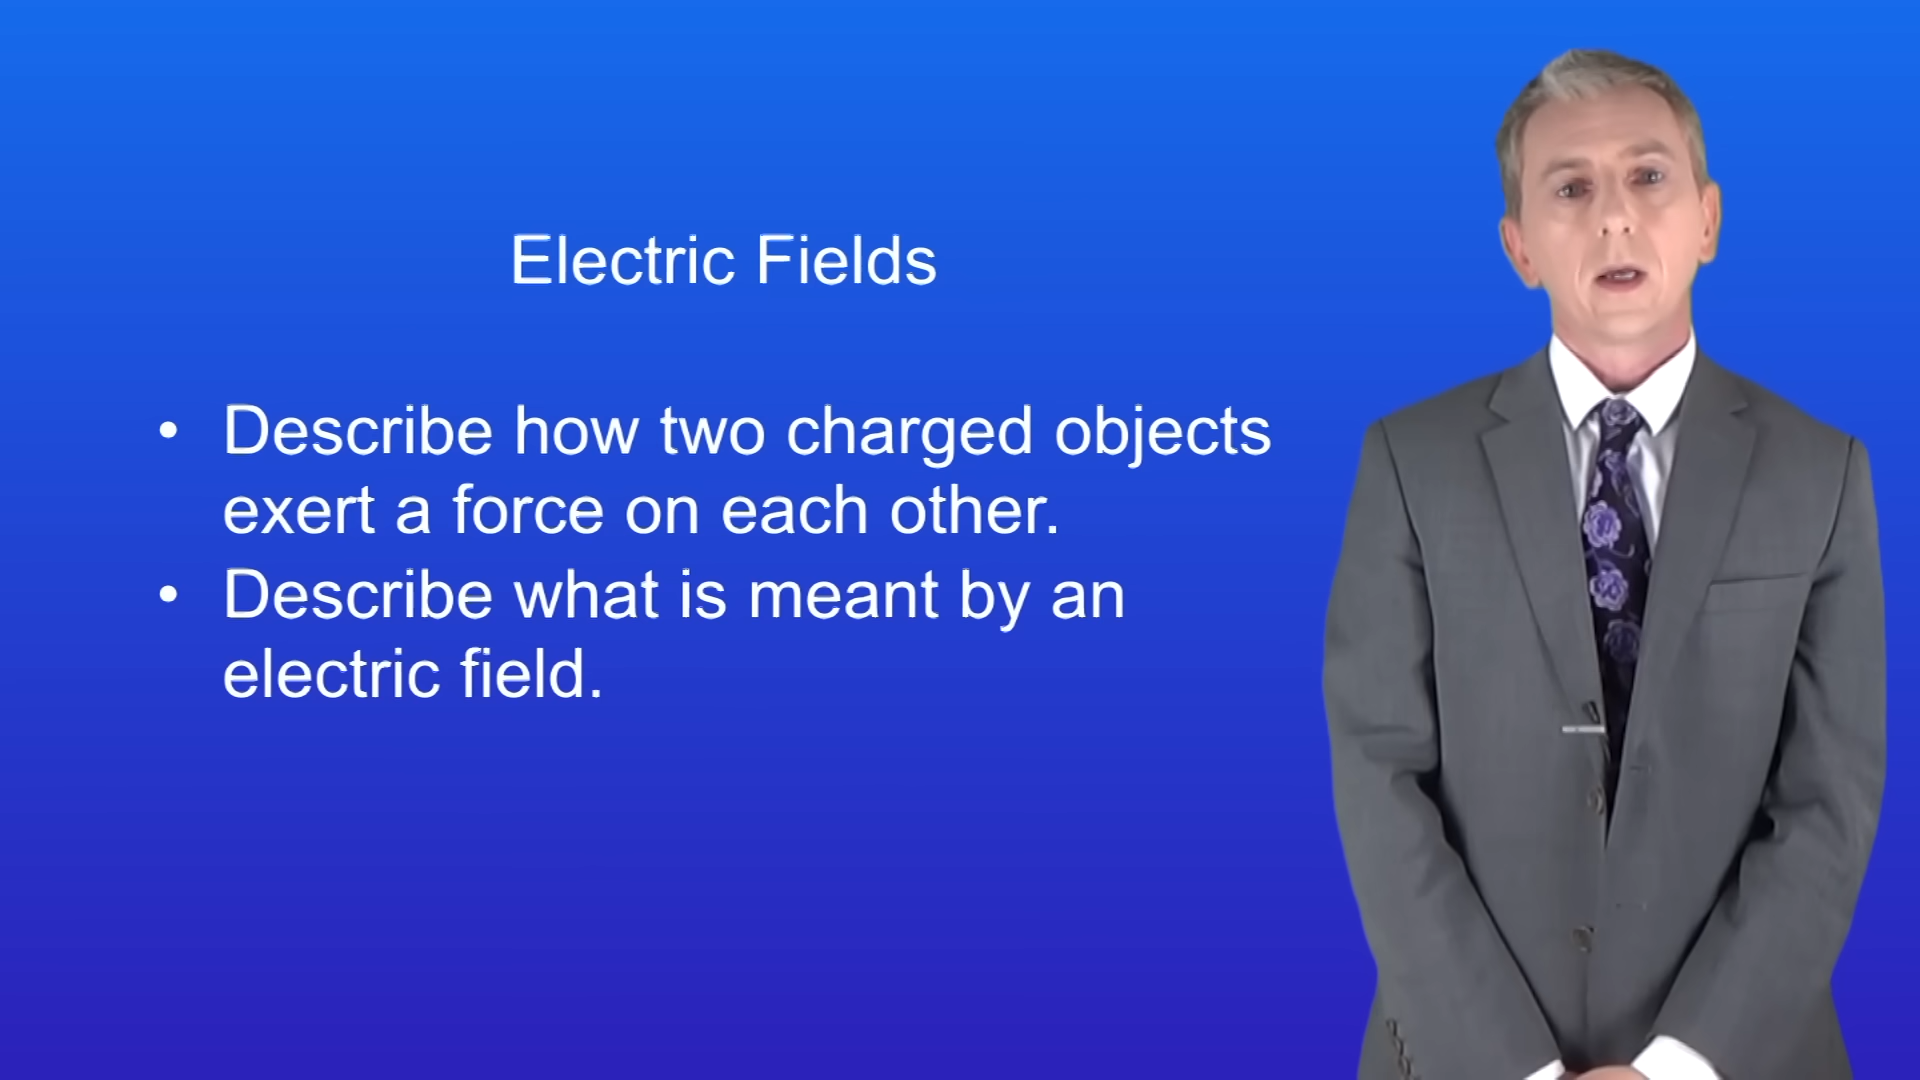 Electric Fields
• Describe how two charged objects
exert a force on each other.
• Describe what is meant by an
electric field.